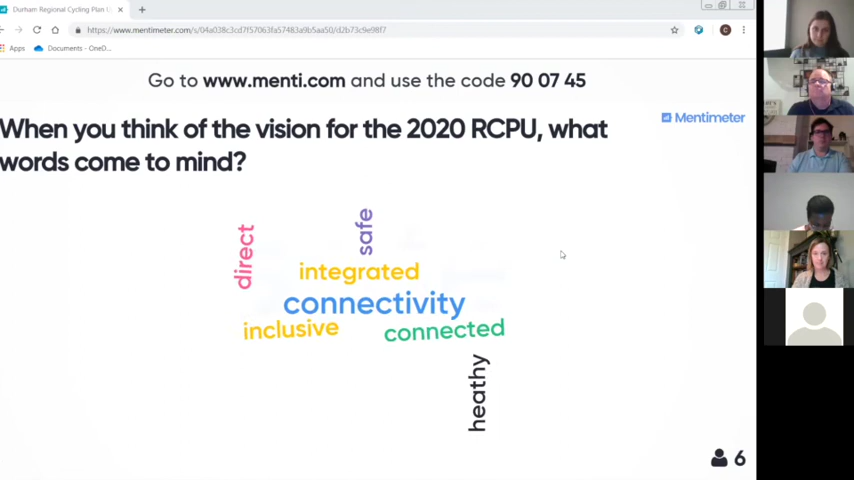 Durham Regional Cycling Plan U
https://www.mentimeter.com/s/04a038c3cd7f57063fa57483a9b5aa50/d2b73c9e98f7
C
Apps
Documents - OneD...
Go to www.menti.com and use the code 90 07 45
When you think of the vision for the 2020 RCPU, what
words come to mind?
Mentimeter
direct
safe
integrated
connectivity
inclusive
connected
heathy
6